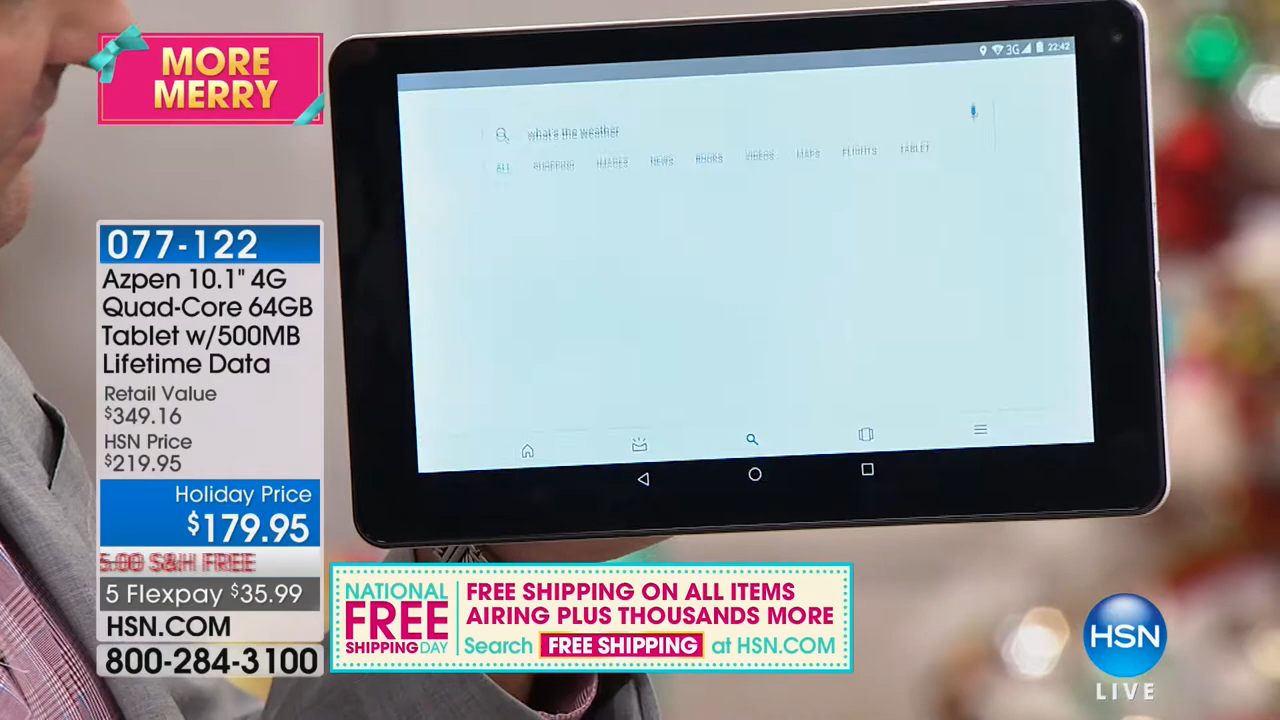 MORE
MERRY
077-122
Azpen 10.1" 4G
Quad-Core 64GB
Tablet w/500MB
Lifetime Data
Retail Value
$349.16
HSN Price
$219.95
Holiday Price
$179.95
5.00 S&H FREE
5 Flexpay $35.99
HSN.COM
800-284-3100
3G 22:42
what's the weather
ALL SHOPPING IMAGES NEWS BOOKS VIDEOS MAPS FLIGHTS TABLET
NATIONAL
FREE
SHIPPING DAY
FREE SHIPPING ON ALL ITEMS
AIRING PLUS THOUSANDS MORE
Search FREE SHIPPING at HSN.COM
HSN
LIVE